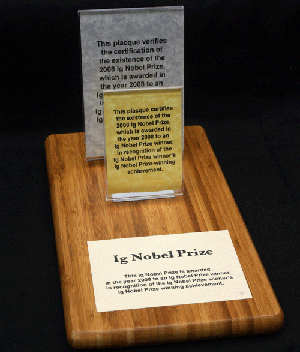 This placque verifies
the certification of
the existence of the
2008 Ig Nobel Prize,
which is awarded in
the year 2008 to an
This placque certifies
the existence of the
2008 Ig Nobel Prize,
which is awarded in
the year 2008 to an
Ig Nobel Prize winner,
in recognition of the
Ig Nobel Prize winner's
Ig Nobel Prize-winning
achievement.
Ig Nobel Prize
This Ig Nobel Prize is awarded
in the year 2008 to an Ig Nobel Prize winner,
in recognition of the Ig Nobel Prize winner's
Ig Nobel Prize winning achievement.